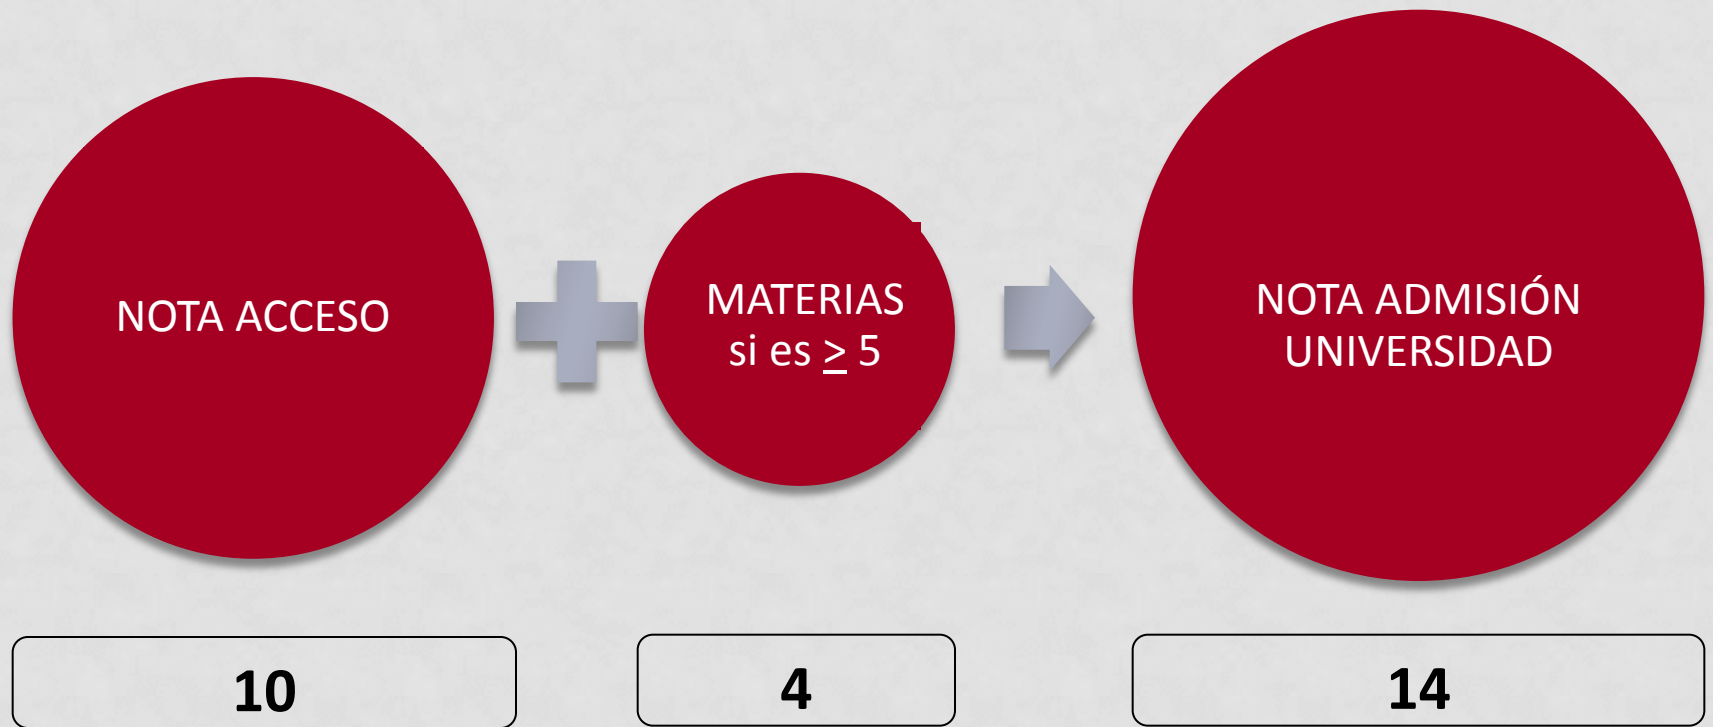 NOTA ACCESO
MATERIAS
si es ≥ 5
NOTA ADMISIÓN
UNIVERSIDAD
10
4
14